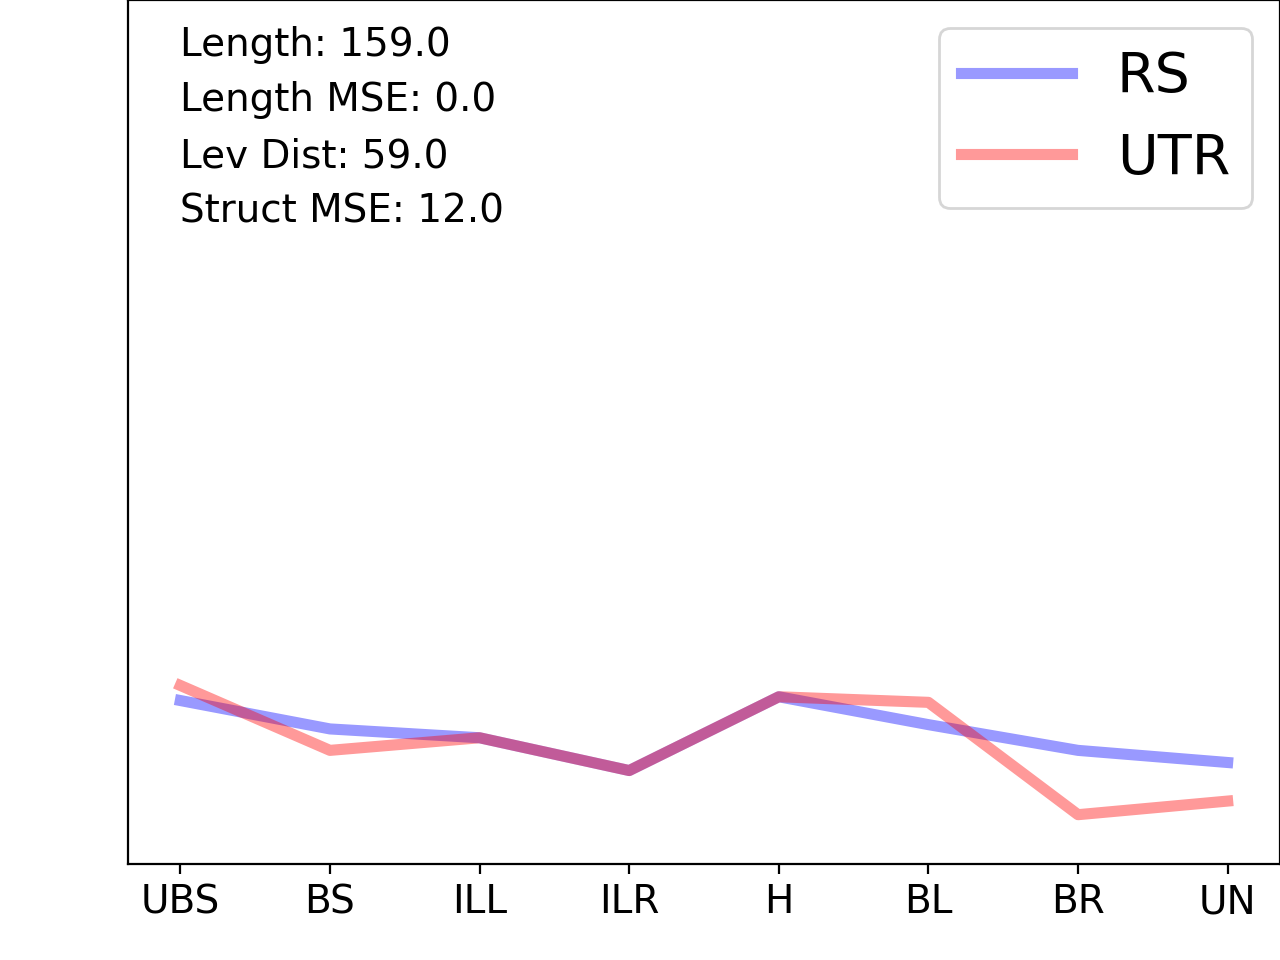 Length: 159.0
Length MSE: 0.0
Lev Dist: 59.0
Struct MSE: 12.0
RS
UTR
UBS BS ILL ILR H BL BR UN